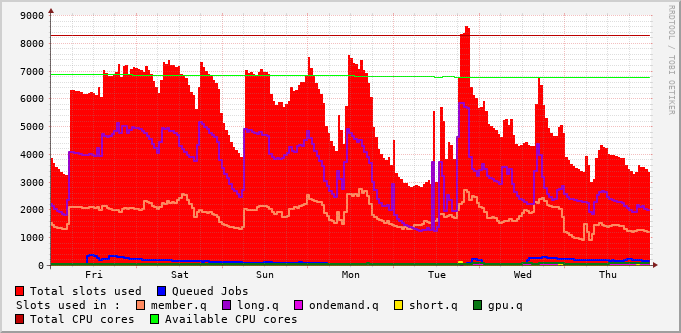 9000
8000
7000
6000
5000
4000
3000
2000
1000
0
Fri Sat Sun Mon Tue Wed Thu
RRDTOOL / TOBI OETIKER
Total slots used Queued Jobs
Slots used in : member.q long.q ondemand.q short.q gpu.q
Total CPU cores Available CPU cores